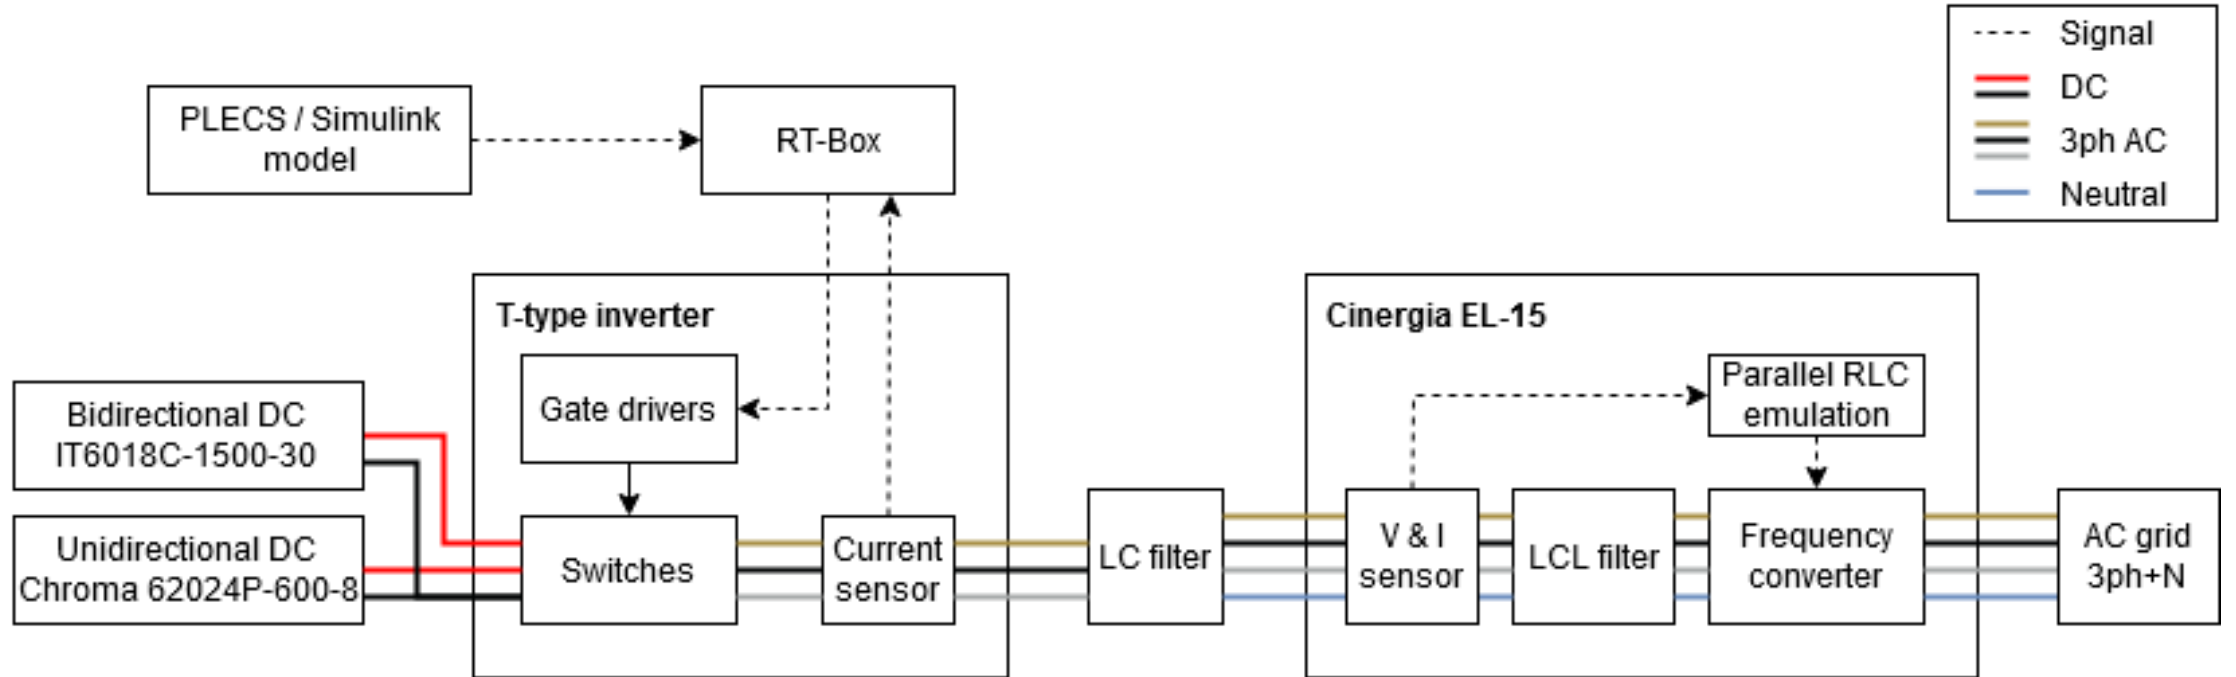 Signal
DC
3ph AC
Neutral
PLECS / Simulink
model
RT-Box
T-type inverter
Cinergia EL-15
Gate drivers
Parallel RLC
emulation
Bidirectional DC
IT6018C-1500-30
Unidirectional DC
Chroma 62024P-600-8
Switches
Current
sensor
LC filter
V & I
sensor
LCL filter
Frequency
converter
AC grid
3ph+N